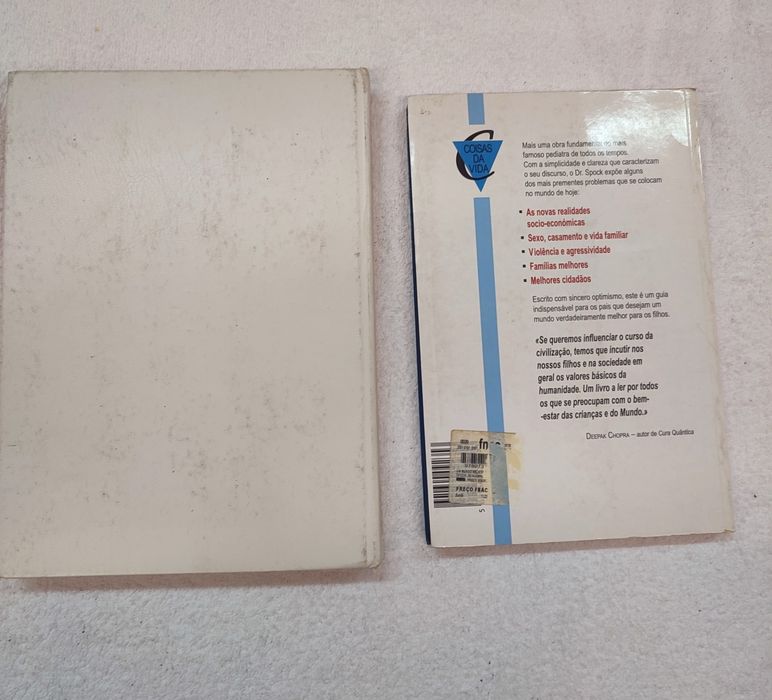 COISAS
DA
VIDA
Mais uma obra fundamental do mais
famoso pediatra de todos os tempos.
Com a simplicidade e clareza que caracterizam
o seu discurso, o Dr. Spock expõe alguns
dos mais prementes problemas que se colocam
no mundo de hoje:
▪ As novas realidades
socio-económicas
▪ Sexo, casamento e vida familiar
▪ Violência e agressividade
▪ Famílias melhores
▪ Melhores cidadãos
Escrito com sincero optimismo, este é um guia
indispensável para os pais que desejam um
mundo verdadeiramente melhor para os filhos.
«Se queremos influenciar o curso da
civilização, temos que incutir nos
nossos filhos e na sociedade em
geral os valores básicos da
humanidade. Um livro a ler por todos
os que se preocupam com o bem-
-estar das crianças e do Mundo.»
DEEPAK CHOPRA – autor de Cura Quântica
fn
PREÇO FNAC
5